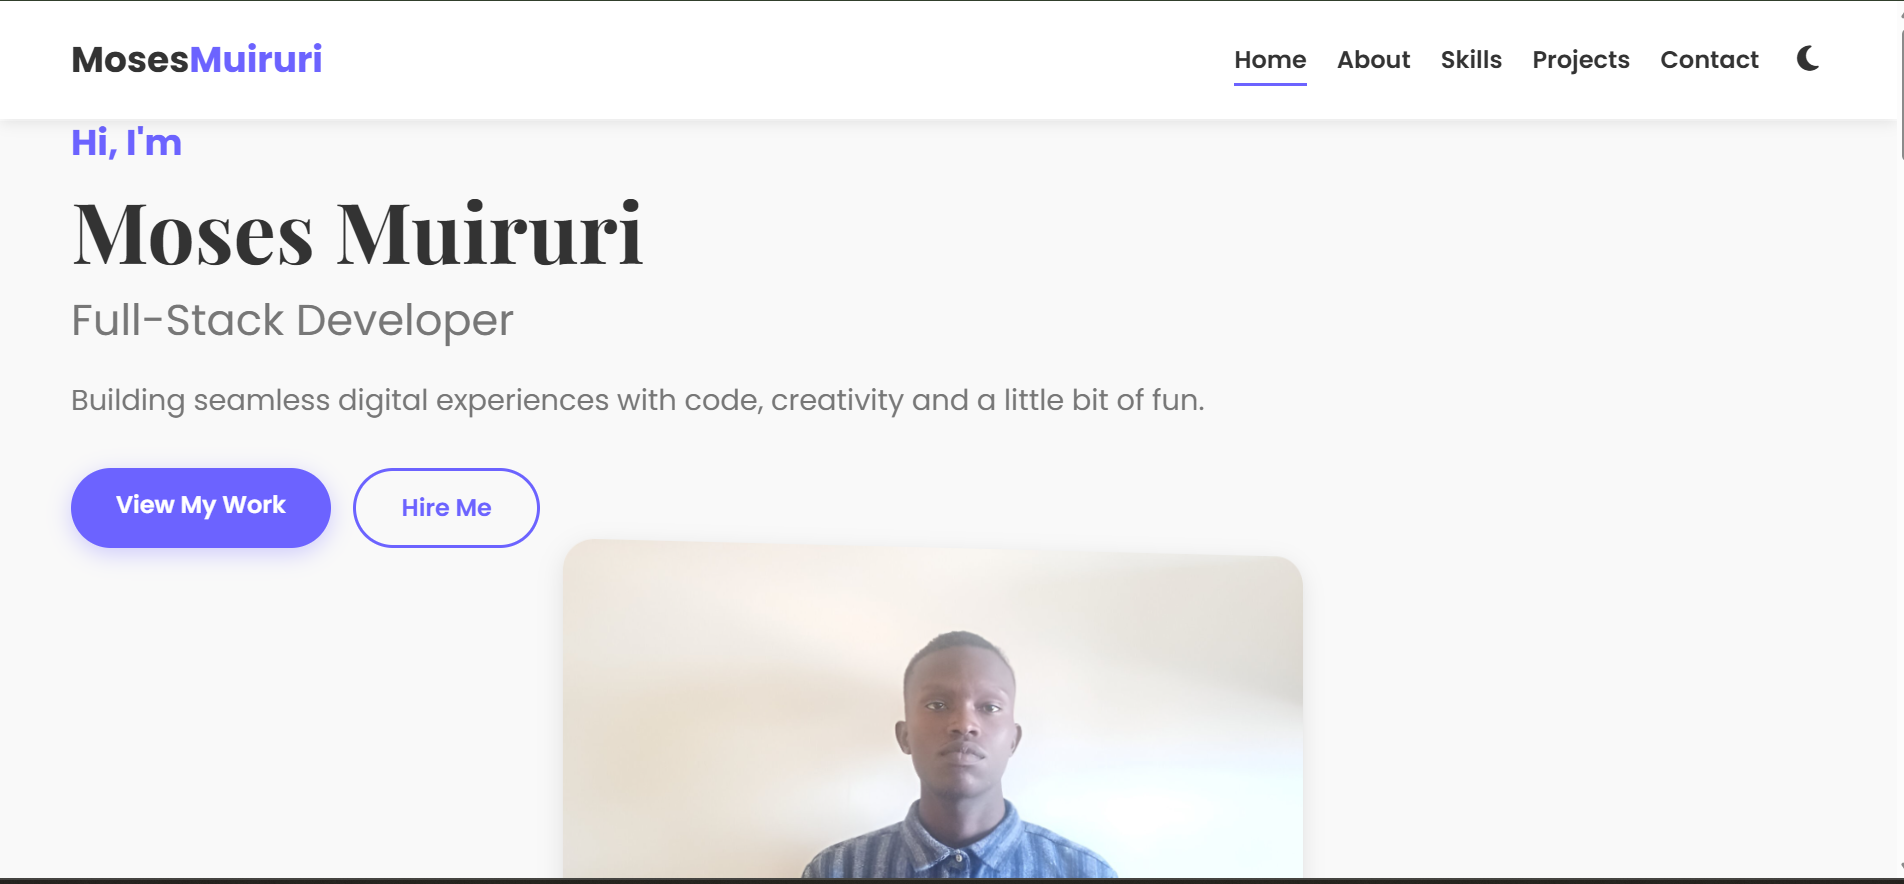 MosesMuiruri
Home About Skills Projects Contact
Hi, I'm
Moses Muiruri
Full-Stack Developer
Building seamless digital experiences with code, creativity and a little bit of fun.
View My Work Hire Me